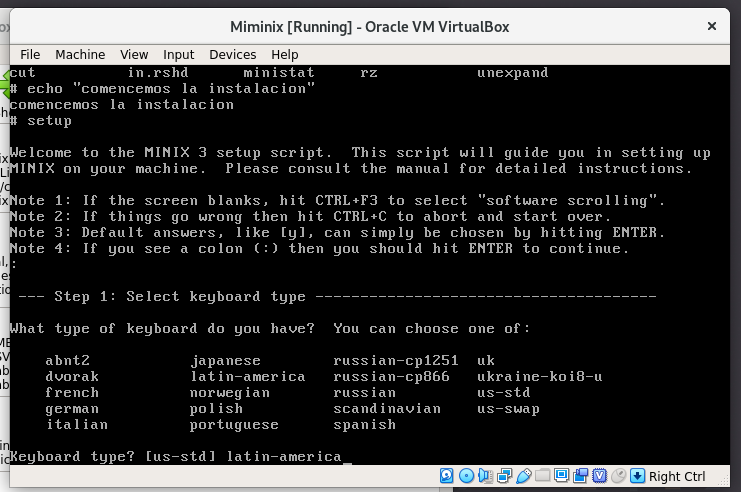 Miminix [Running] - Oracle VM VirtualBox
File Machine View Input Devices Help
cut in.rshd ministat rz unexpand
# echo "comencemos la instalacion"
comencemos la instalacion
# setup
Welcome to the MINIX 3 setup script.  This script will guide you in setting up
MINIX on your machine.  Please consult the manual for detailed instructions.
Note 1: If the screen blanks, hit CTRL+F3 to select "software scrolling".
Note 2: If things go wrong then hit CTRL+C to abort and start over.
Note 3: Default answers, like [y], can simply be chosen by hitting ENTER.
Note 4: If you see a colon (:) then you should hit ENTER to continue.
:
--- Step 1: Select keyboard type --------------------------------------
What type of keyboard do you have?  You can choose one of:
abnt2 japanese russian-cp1251 uk
dvorak latin-america russian-cp866 ukraine-koi8-u
french norwegian russian us-std
german polish scandinavian us-swap
italian portuguese spanish
Keyboard type? [us-std] latin-america_
Right Ctrl